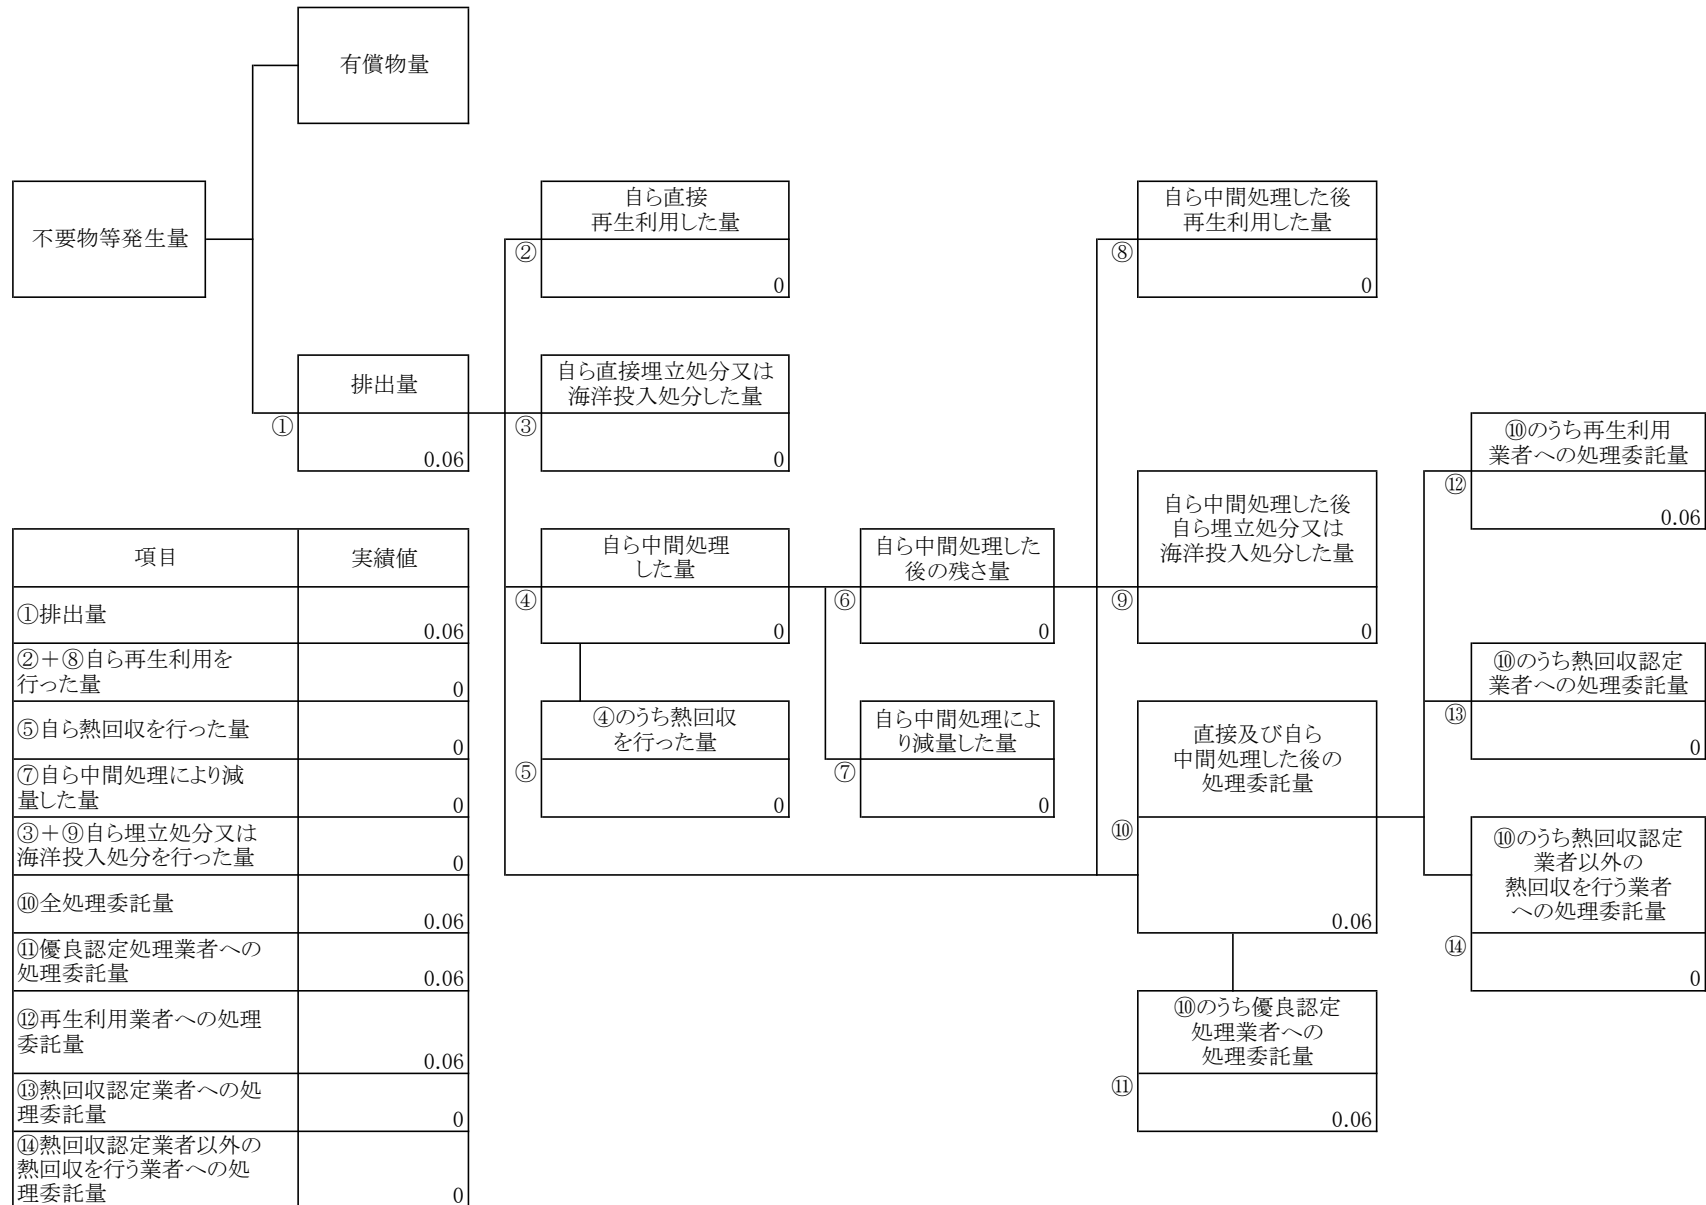 有償物量
不要物等発生量
排出量
①
0.06
自ら直接
再生利用した量
②
0
自ら直接埋立処分又は
海洋投入処分した量
③
0
自ら中間処理
した量
④
0
④のうち熱回収
を行った量
⑤
0
自ら中間処理した
後の残さ量
⑥
0
自ら中間処理によ
り減量した量
⑦
0
自ら中間処理した後
再生利用した量
⑧
0
自ら中間処理した後
自ら埋立処分又は
海洋投入処分した量
⑨
0
直接及び自ら
中間処理した後の
処理委託量
⑩
0.06
⑩のうち優良認定
処理業者への
処理委託量
⑪
0.06
⑩のうち再生利用
業者への処理委託量
⑫
0.06
⑩のうち熱回収認定
業者への処理委託量
⑬
0
⑩のうち熱回収認定
業者以外の
熱回収を行う業者
への処理委託量
⑭
0
項目 実績値
①排出量
0.06
②+⑧自ら再生利用を
行った量
0
⑤自ら熱回収を行った量
0
⑦自ら中間処理により減
量した量
0
③+⑨自ら埋立処分又は
海洋投入処分を行った量
0
⑩全処理委託量
0.06
⑪優良認定処理業者への
処理委託量
0.06
⑫再生利用業者への処理
委託量
0.06
⑬熱回収認定業者への処
理委託量
0
⑭熱回収認定業者以外の
熱回収を行う業者への処
理委託量
0